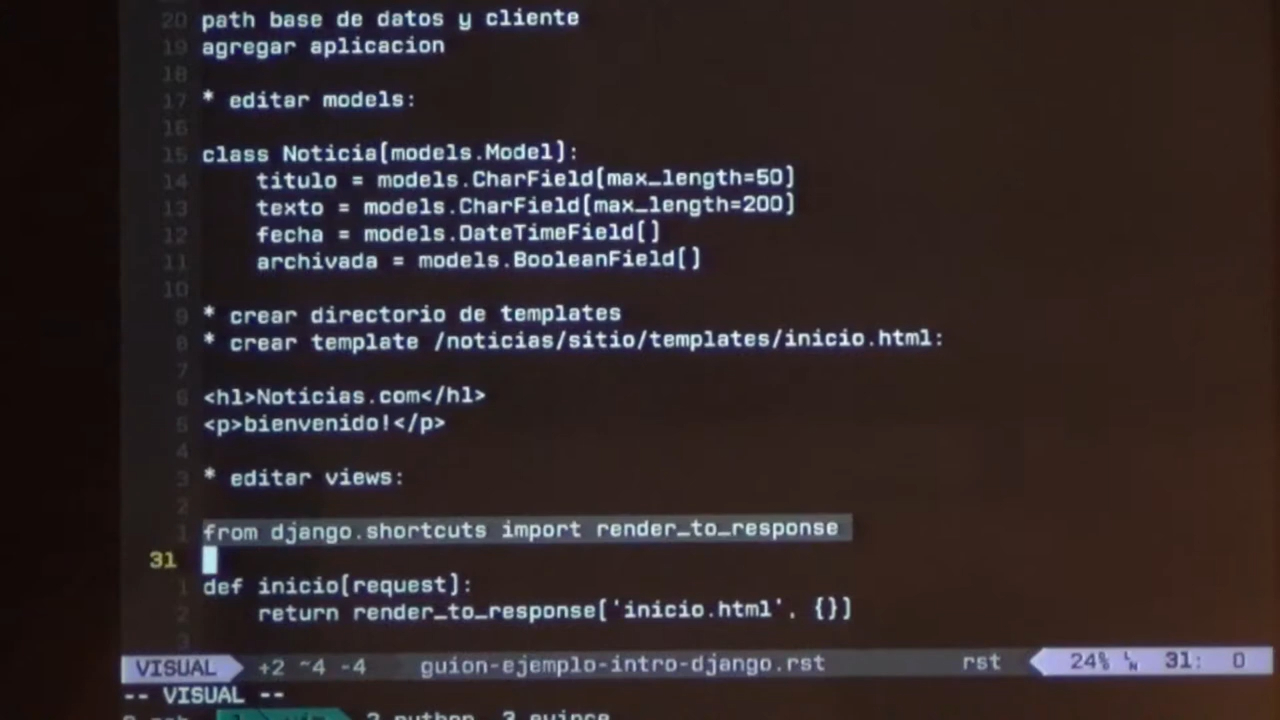 20 path base de datos y cliente
19 agregar aplicacion
18
17 * editar models:
16
15 class Noticia(models.Model):
14 titulo = models.CharField(max_length=50)
13 texto = models.CharField(max_length=200)
12 fecha = models.DateTimeField()
11 archivada = models.BooleanField()
10
9 * crear directorio de templates
8 * crear template /noticias/sitio/templates/inicio.html:
7
6 <h1>Noticias.com</h1>
5 <p>bienvenido!</p>
4
3 * editar views:
2
1 from django.shortcuts import render_to_response
31
1 def inicio(request):
2 return render_to_response('inicio.html', {})
3
VISUAL +2 ~4 -4 guion-ejemplo-intro-django.rst rst 24% 31: 0
-- VISUAL --
2 python 3 evince